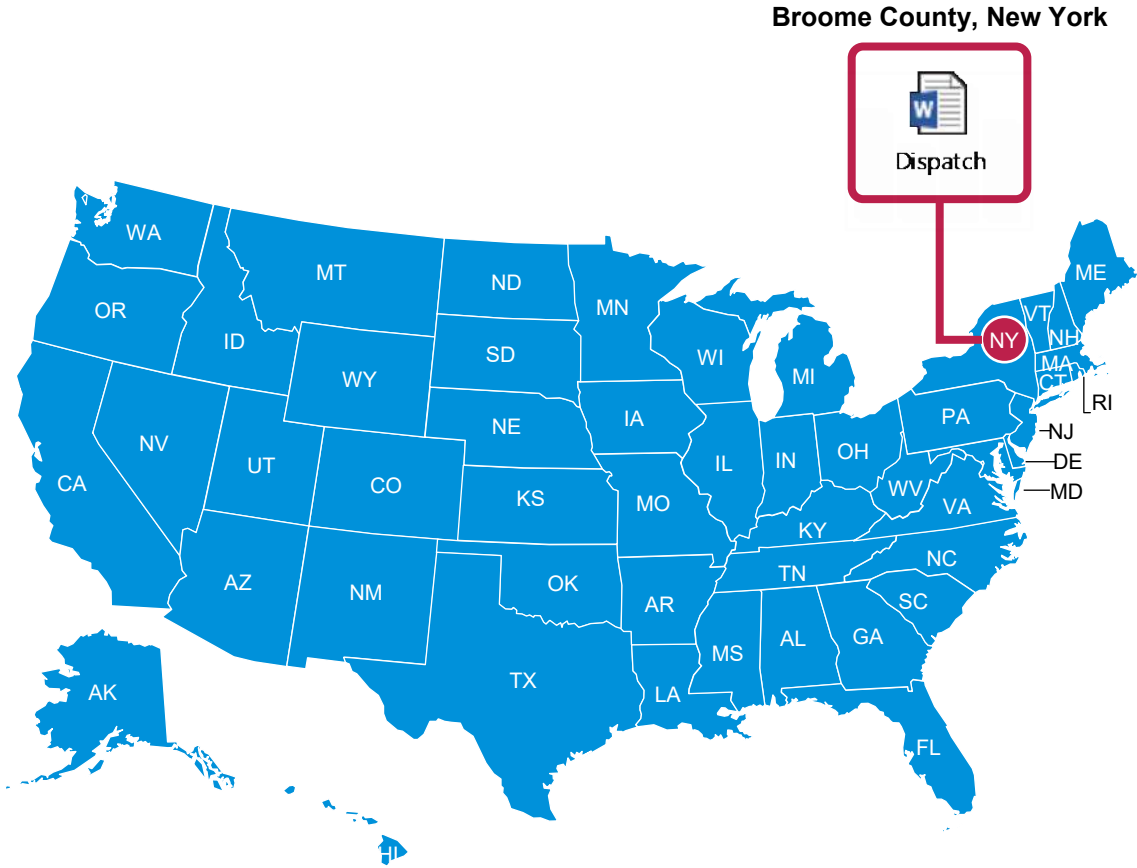 Broome County, New York
W
Dispatch
WA
MT
ND
MN
ME
OR
ID
SD
WI
MI
NY
VT
NH
MA
CT
RI
WY
NE
IA
PA
NJ
NV
UT
CO
KS
MO
IL
IN
OH
WV
VA
DE
MD
CA
KY
AZ
NM
OK
AR
TN
NC
SC
MS
AL
GA
TX
LA
AK
FL
HI